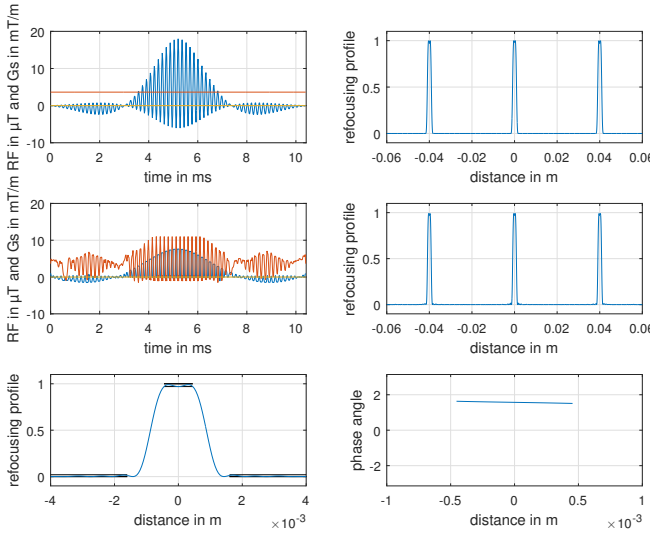 RF in µT and Gs in mT/m
20
10
0
-10
0 2 4 6 8 10
time in ms
refocusing profile
1
0.5
0
-0.06 -0.04 -0.02 0 0.02 0.04 0.06
distance in m
RF in µT and Gs in mT/m
20
10
0
-10
0 2 4 6 8 10
time in ms
refocusing profile
1
0.5
0
-0.06 -0.04 -0.02 0 0.02 0.04 0.06
distance in m
refocusing profile
1
0.5
0
-4 -2 0 2 4
distance in m ×10⁻³
phase angle
2
0
-2
-1 -0.5 0 0.5 1
distance in m ×10⁻³